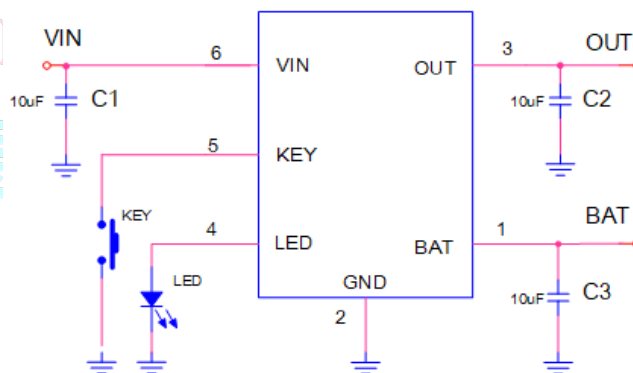 VIN
6
VIN
3
OUT
OUT
10uF
C1
10uF
C2
5
KEY
KEY
4
LED
1
BAT
BAT
LED
GND
2
10uF
C3